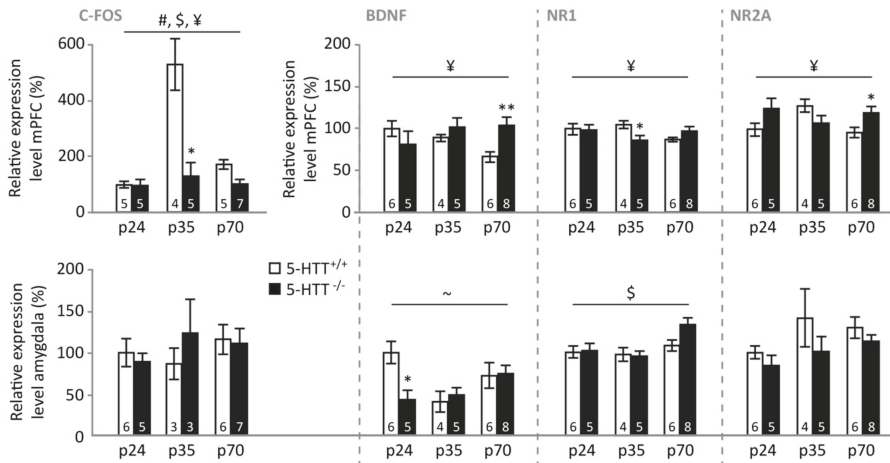 C-FOS BDNF NR1 NR2A
#, $, ¥
Relative expression
level mPFC (%)
600
400
200
0
*
5 5 4 5 5 7
p24 p35 p70
200
150
100
50
0
¥
**
6 5 4 5 6 8
p24 p35 p70
¥
*
6 5 4 5 6 8
p24 p35 p70
¥
*
6 5 4 5 6 8
p24 p35 p70
Relative expression
level mPFC (%)
Relative expression
level amygdala (%)
200
150
100
50
0
6 5 3 3 6 7
p24 p35 p70
5-HTT+/+
5-HTT -/-
~
*
6 5 4 5 6 8
p24 p35 p70
$
6 5 4 5 6 8
p24 p35 p70
6 5 4 5 6 8
p24 p35 p70